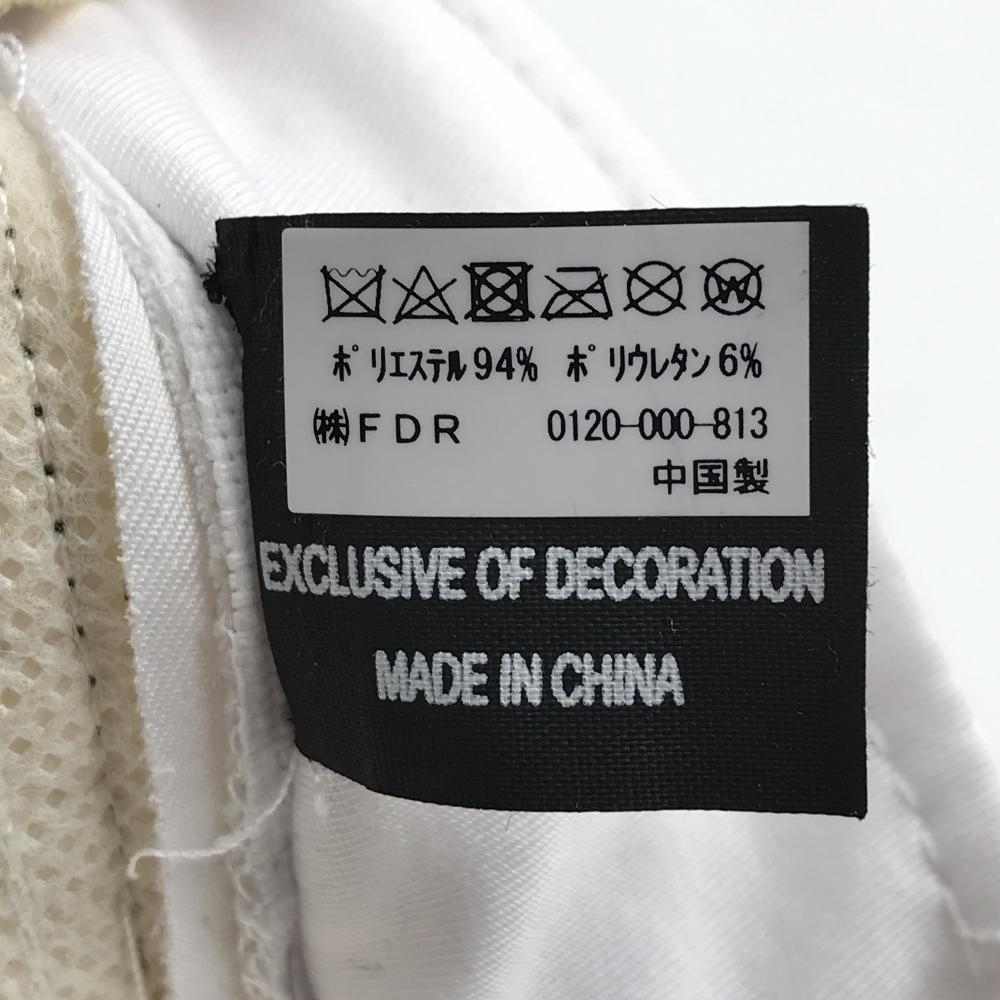 ポリエステル94% ポリウレタン6%
㈱FDR 0120-000-813
中国製
EXCLUSIVE OF DECORATION
MADE IN CHINA